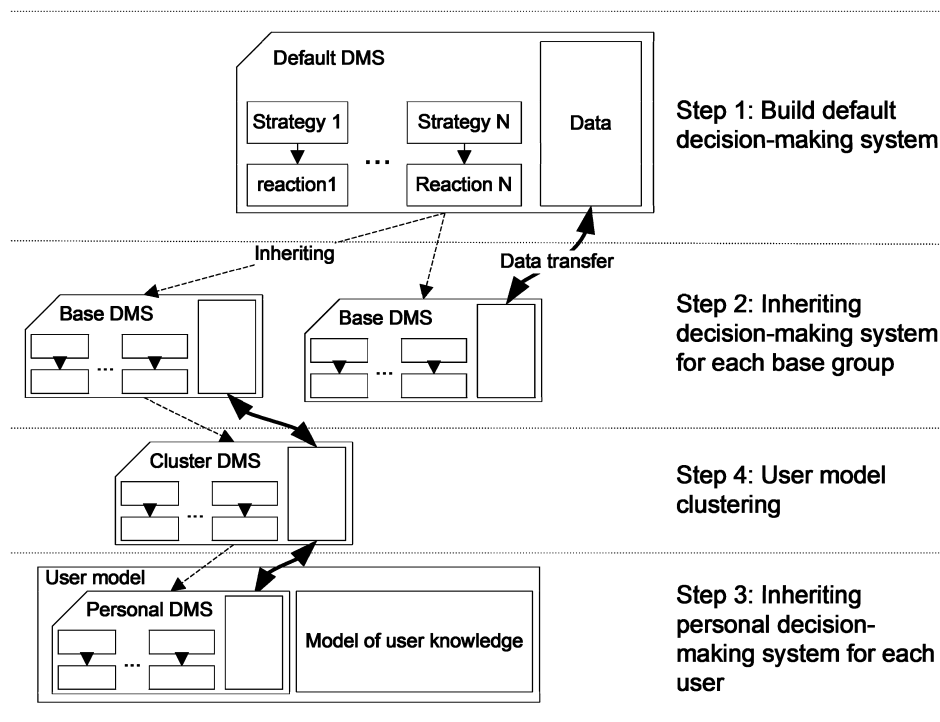 Default DMS
Strategy 1
Strategy N
Data
...
reaction1
Reaction N
Step 1: Build default
decision-making system
Inheriting
Data transfer
Base DMS
...
Base DMS
...
Step 2: Inheriting
decision-making system
for each base group
Cluster DMS
...
Step 4: User model
clustering
User model
Personal DMS
...
Model of user knowledge
Step 3: Inheriting
personal decision-
making system for each
user